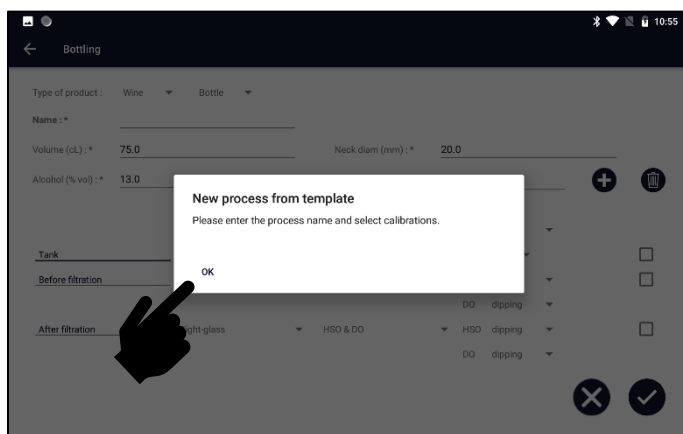 10:55
Bottling
Type of product : Wine Bottle
Name : *
Volume (cL) : * 75.0 Neck diam (mm) : * 20.0
Alcohol (% vol) : * 13.0
New process from template
Please enter the process name and select calibrations.
Tank
OK
Before filtration
DO dipping
After filtration ight-glass HSO & DO HSO dipping
DO dipping